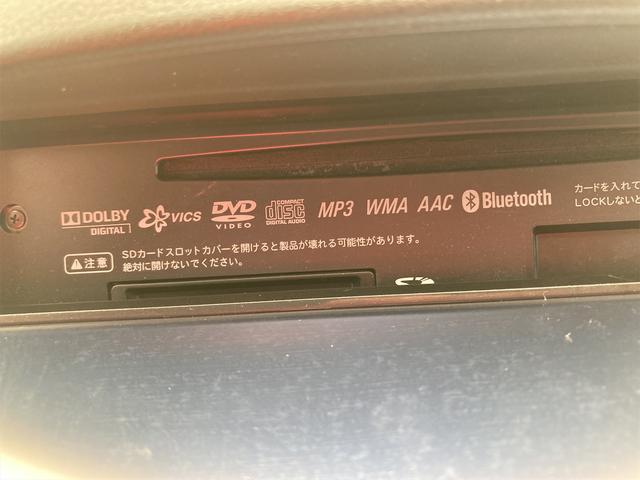 DOLBY DIGITAL VICS DVD VIDEO COMPACT disc DIGITAL AUDIO MP3 WMA AAC Bluetooth
カードを入れて
LOCKしないと
注意 SDカードスロットカバーを開けると製品が壊れる可能性があります。
絶対に開けないでください。